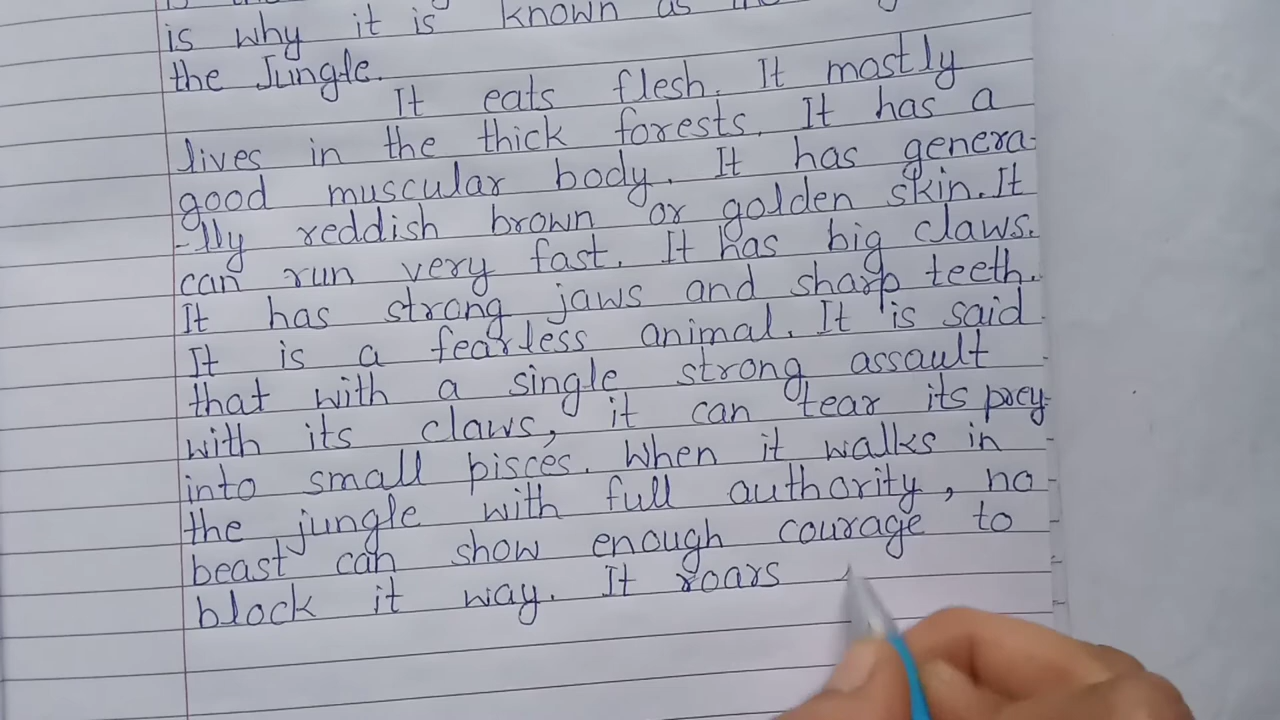 is why it is known as
the Jungle.
It eats flesh. It mostly
lives in the thick forests. It has a
good muscular body. It has genera-
-lly reddish brown or golden skin. It
can run very fast. It has big claws.
It has strong jaws and sharp teeth.
It is a fearless animal. It is said
that with a single strong assault
with its claws, it can tear its prey
into small pisces. When it walks in
the jungle with full authority, no
beast can show enough courage to
block it way. It roars